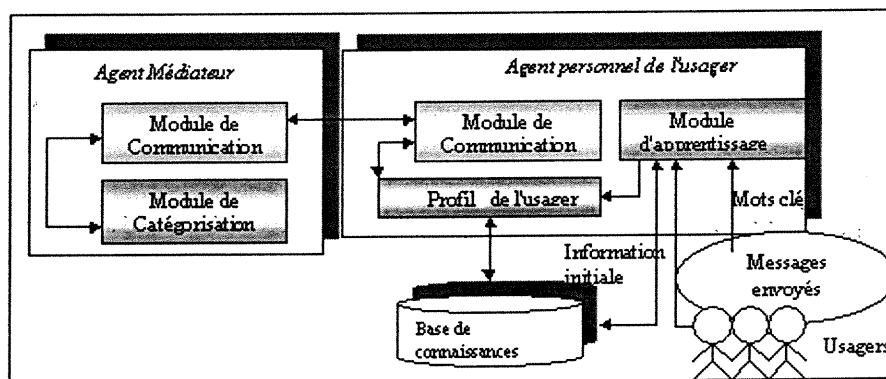 Agent Médiateur
Agent personnel de l'usager
Module de
Communication
Module de
Communication
Module
d'apprentissage
Module de
Catégorisation
Profil de l'usager
Mots clé
Information
initiale
Messages
envoyés
Base de
connaissances
Usagers